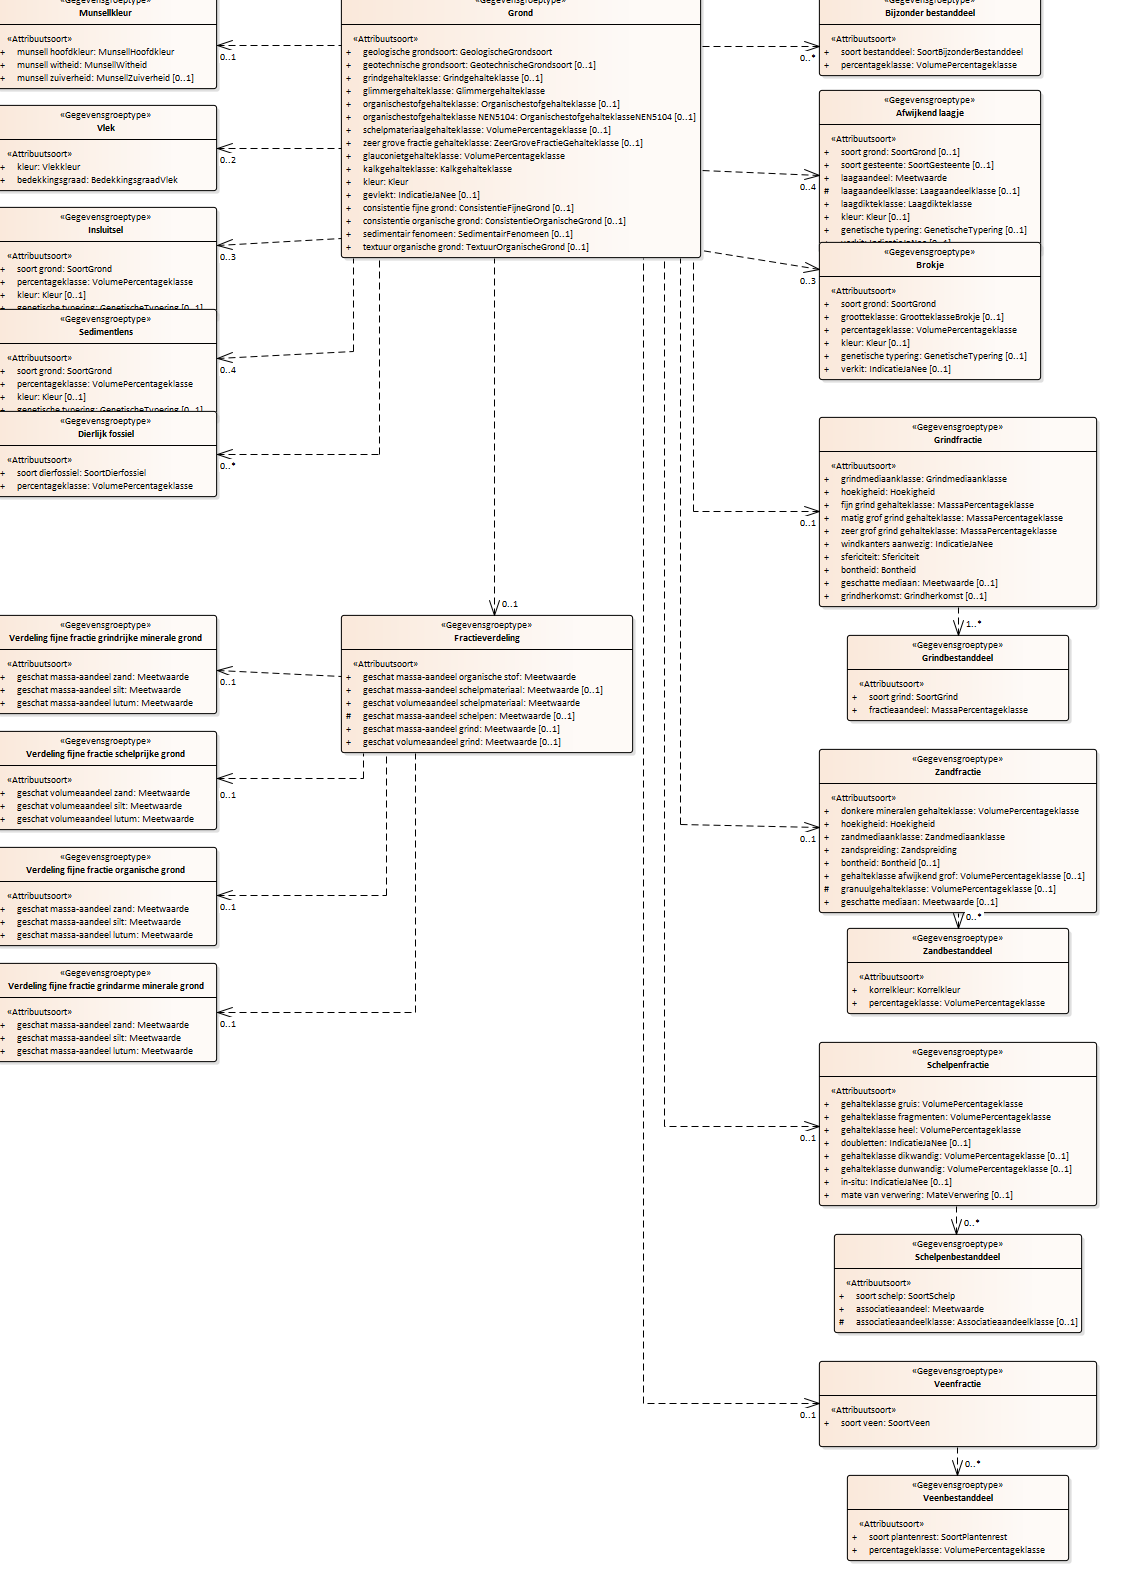 «Gegevensgroeptype»
Munsellkleur
«Attribuutsoort»
+ munsell hoofdkleur: MunsellHoofdkleur
+ munsell witheid: MunsellWitheid
+ munsell zuiverheid: MunsellZuiverheid [0..1]
0..1
«Gegevensgroeptype»
Vlek
«Attribuutsoort»
+ kleur: Vlekkleur
+ bedekkingsgraad: BedekkingsgraadVlek
0..2
«Gegevensgroeptype»
Insluitsel
«Attribuutsoort»
+ soort grond: SoortGrond
+ percentageklasse: VolumePercentageklasse
+ kleur: Kleur [0..1]
+ genetische typering: GenetischeTypering [0..1]
0..3
«Gegevensgroeptype»
Sedimentlens
«Attribuutsoort»
+ soort grond: SoortGrond
+ percentageklasse: VolumePercentageklasse
+ kleur: Kleur [0..1]
+ genetische typering: GenetischeTypering [0..1]
0..4
«Gegevensgroeptype»
Dierlijk fossiel
«Attribuutsoort»
+ soort dierfossiel: SoortDierfossiel
+ percentageklasse: VolumePercentageklasse
0..*
«Gegevensgroeptype»
Grond
«Attribuutsoort»
+ geologische grondsoort: GeologischeGrondsoort
+ geotechnische grondsoort: GeotechnischeGrondsoort [0..1]
+ grindgehalteklasse: Grindgehalteklasse [0..1]
+ glimmergehalteklasse: Glimmergehalteklasse
+ organischestofgehalteklasse: Organischestofgehalteklasse [0..1]
+ organischestofgehalteklasse NEN5104: OrganischestofgehalteklasseNEN5104 [0..1]
+ schelpmateriaalgehalteklasse: VolumePercentageklasse [0..1]
+ zeer grove fractie gehalteklasse: ZeerGroveFractieGehalteklasse [0..1]
+ glauconietgehalteklasse: VolumePercentageklasse
+ kalkgehalteklasse: Kalkgehalteklasse
+ kleur: Kleur
+ gevlekt: IndicatieJaNee [0..1]
+ consistentie fijne grond: ConsistentieFijneGrond [0..1]
+ consistentie organische grond: ConsistentieOrganischeGrond [0..1]
+ sedimentair fenomeen: SedimentairFenomeen [0..1]
+ textuur organische grond: TextuurOrganischeGrond [0..1]
«Gegevensgroeptype»
Bijzonder bestanddeel
«Attribuutsoort»
+ soort bestanddeel: SoortBijzonderBestanddeel
+ percentageklasse: VolumePercentageklasse
0..*
«Gegevensgroeptype»
Afwijkend laagje
«Attribuutsoort»
+ soort grond: SoortGrond [0..1]
+ soort gesteente: SoortGesteente [0..1]
+ laagaandeel: Meetwaarde
# laagaandeelklasse: Laagaandeelklasse [0..1]
+ laagdikteklasse: Laagdikteklasse
+ kleur: Kleur [0..1]
+ genetische typering: GenetischeTypering [0..1]
0..4
«Gegevensgroeptype»
Brokje
«Attribuutsoort»
+ soort grond: SoortGrond
+ grootteklasse: GrootteklasseBrokje [0..1]
+ percentageklasse: VolumePercentageklasse
+ kleur: Kleur [0..1]
+ genetische typering: GenetischeTypering [0..1]
+ verkit: IndicatieJaNee [0..1]
0..3
«Gegevensgroeptype»
Grindfractie
«Attribuutsoort»
+ grindmediaanklasse: Grindmediaanklasse
+ hoekigheid: Hoekigheid
+ fijn grind gehalteklasse: MassaPercentageklasse
+ matig grof grind gehalteklasse: MassaPercentageklasse
+ zeer grof grind gehalteklasse: MassaPercentageklasse
+ windkanters aanwezig: IndicatieJaNee
+ sfericiteit: Sfericiteit
+ bontheid: Bontheid
+ geschatte mediaan: Meetwaarde [0..1]
+ grindherkomst: Grindherkomst [0..1]
0..1
1..*
«Gegevensgroeptype»
Grindbestanddeel
«Attribuutsoort»
+ soort grind: SoortGrind
+ fractieaandeel: MassaPercentageklasse
0..1
«Gegevensgroeptype»
Fractieverdeling
«Attribuutsoort»
+ geschat massa-aandeel organische stof: Meetwaarde
+ geschat massa-aandeel schelpmateriaal: Meetwaarde [0..1]
+ geschat volumeaandeel schelpmateriaal: Meetwaarde
# geschat massa-aandeel schelpen: Meetwaarde [0..1]
+ geschat massa-aandeel grind: Meetwaarde [0..1]
+ geschat volumeaandeel grind: Meetwaarde [0..1]
«Gegevensgroeptype»
Verdeling fijne fractie grindrijke minerale grond
«Attribuutsoort»
+ geschat massa-aandeel zand: Meetwaarde
+ geschat massa-aandeel silt: Meetwaarde
+ geschat massa-aandeel lutum: Meetwaarde
0..1
«Gegevensgroeptype»
Verdeling fijne fractie schelprijke grond
«Attribuutsoort»
+ geschat volumeaandeel zand: Meetwaarde
+ geschat volumeaandeel silt: Meetwaarde
+ geschat volumeaandeel lutum: Meetwaarde
0..1
«Gegevensgroeptype»
Verdeling fijne fractie organische grond
«Attribuutsoort»
+ geschat massa-aandeel zand: Meetwaarde
+ geschat massa-aandeel silt: Meetwaarde
+ geschat massa-aandeel lutum: Meetwaarde
0..1
«Gegevensgroeptype»
Verdeling fijne fractie grindarme minerale grond
«Attribuutsoort»
+ geschat massa-aandeel zand: Meetwaarde
+ geschat massa-aandeel silt: Meetwaarde
+ geschat massa-aandeel lutum: Meetwaarde
0..1
«Gegevensgroeptype»
Zandfractie
«Attribuutsoort»
+ donkere mineralen gehalteklasse: VolumePercentageklasse
+ hoekigheid: Hoekigheid
+ zandmediaanklasse: Zandmediaanklasse
+ zandspreiding: Zandspreiding
+ bontheid: Bontheid [0..1]
+ gehalteklasse afwijkend grof: VolumePercentageklasse [0..1]
# granuulgehalteklasse: VolumePercentageklasse [0..1]
+ geschatte mediaan: Meetwaarde [0..1]
0..1
0..*
«Gegevensgroeptype»
Zandbestanddeel
«Attribuutsoort»
+ korrelkleur: Korrelkleur
+ percentageklasse: VolumePercentageklasse
«Gegevensgroeptype»
Schelpenfractie
«Attribuutsoort»
+ gehalteklasse gruis: VolumePercentageklasse
+ gehalteklasse fragmenten: VolumePercentageklasse
+ gehalteklasse heel: VolumePercentageklasse
+ doubletten: IndicatieJaNee [0..1]
+ gehalteklasse dikwandig: VolumePercentageklasse [0..1]
+ gehalteklasse dunwandig: VolumePercentageklasse [0..1]
+ in-situ: IndicatieJaNee [0..1]
+ mate van verwering: MateVerwering [0..1]
0..1
0..*
«Gegevensgroeptype»
Schelpenbestanddeel
«Attribuutsoort»
+ soort schelp: SoortSchelp
+ associatieaandeel: Meetwaarde
# associatieaandeelklasse: Associatieaandeelklasse [0..1]
«Gegevensgroeptype»
Veenfractie
«Attribuutsoort»
+ soort veen: SoortVeen
0..1
0..*
«Gegevensgroeptype»
Veenbestanddeel
«Attribuutsoort»
+ soort plantenrest: SoortPlantenrest
+ percentageklasse: VolumePercentageklasse